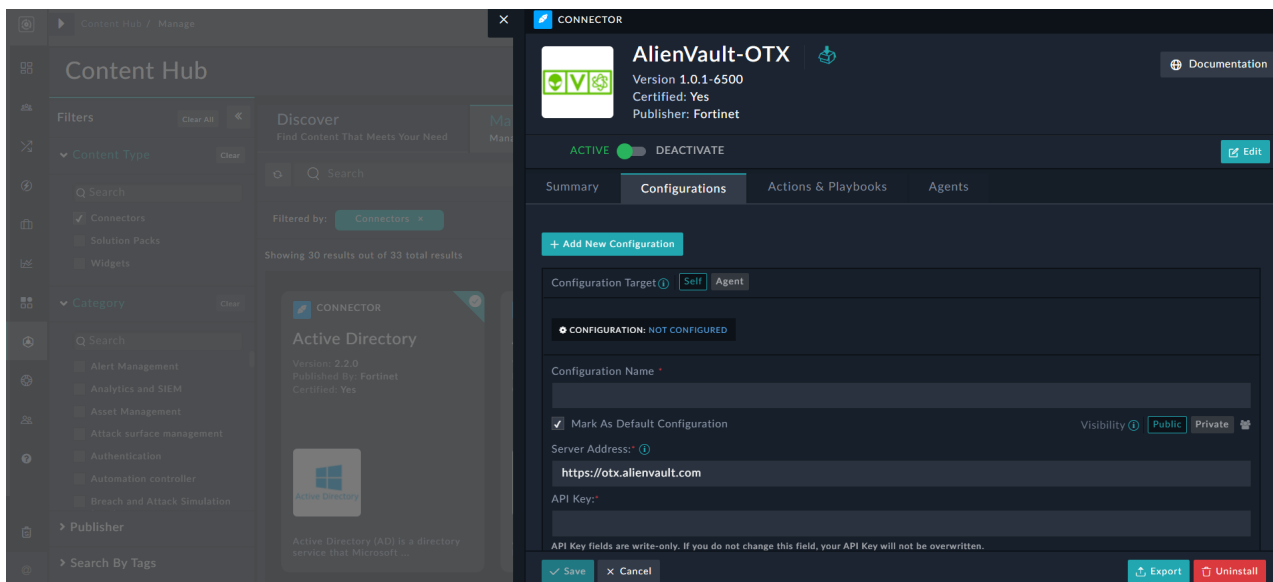 Content Hub / Manage
Content Hub
Filters
Clear All
Content Type
Clear
Search
Connectors
Solution Packs
Widgets
Category
Clear
Search
Alert Management
Analytics and SIEM
Asset Management
Attack surface management
Authentication
Automation controller
Breach and Attack Simulation
Publisher
Search By Tags
Discover
Find Content That Meets Your Need
Search
Filtered by:
Connectors ×
Showing 30 results out of 33 total results
CONNECTOR
Active Directory
Version: 2.2.0
Published By: Fortinet
Certified: Yes
Active Directory
Active Directory (AD) is a directory
service that Microsoft ...
CONNECTOR
AlienVault-OTX
Version 1.0.1-6500
Certified: Yes
Publisher: Fortinet
Documentation
ACTIVE DEACTIVATE
Edit
Summary Configurations Actions & Playbooks Agents
+ Add New Configuration
Configuration Target Self Agent
CONFIGURATION: NOT CONFIGURED
Configuration Name *
Mark As Default Configuration
Visibility Public Private
Server Address:*
https://otx.alienvault.com
API Key:*
API Key fields are write-only. If you do not change this field, your API Key will not be overwritten.
Save × Cancel Export Uninstall